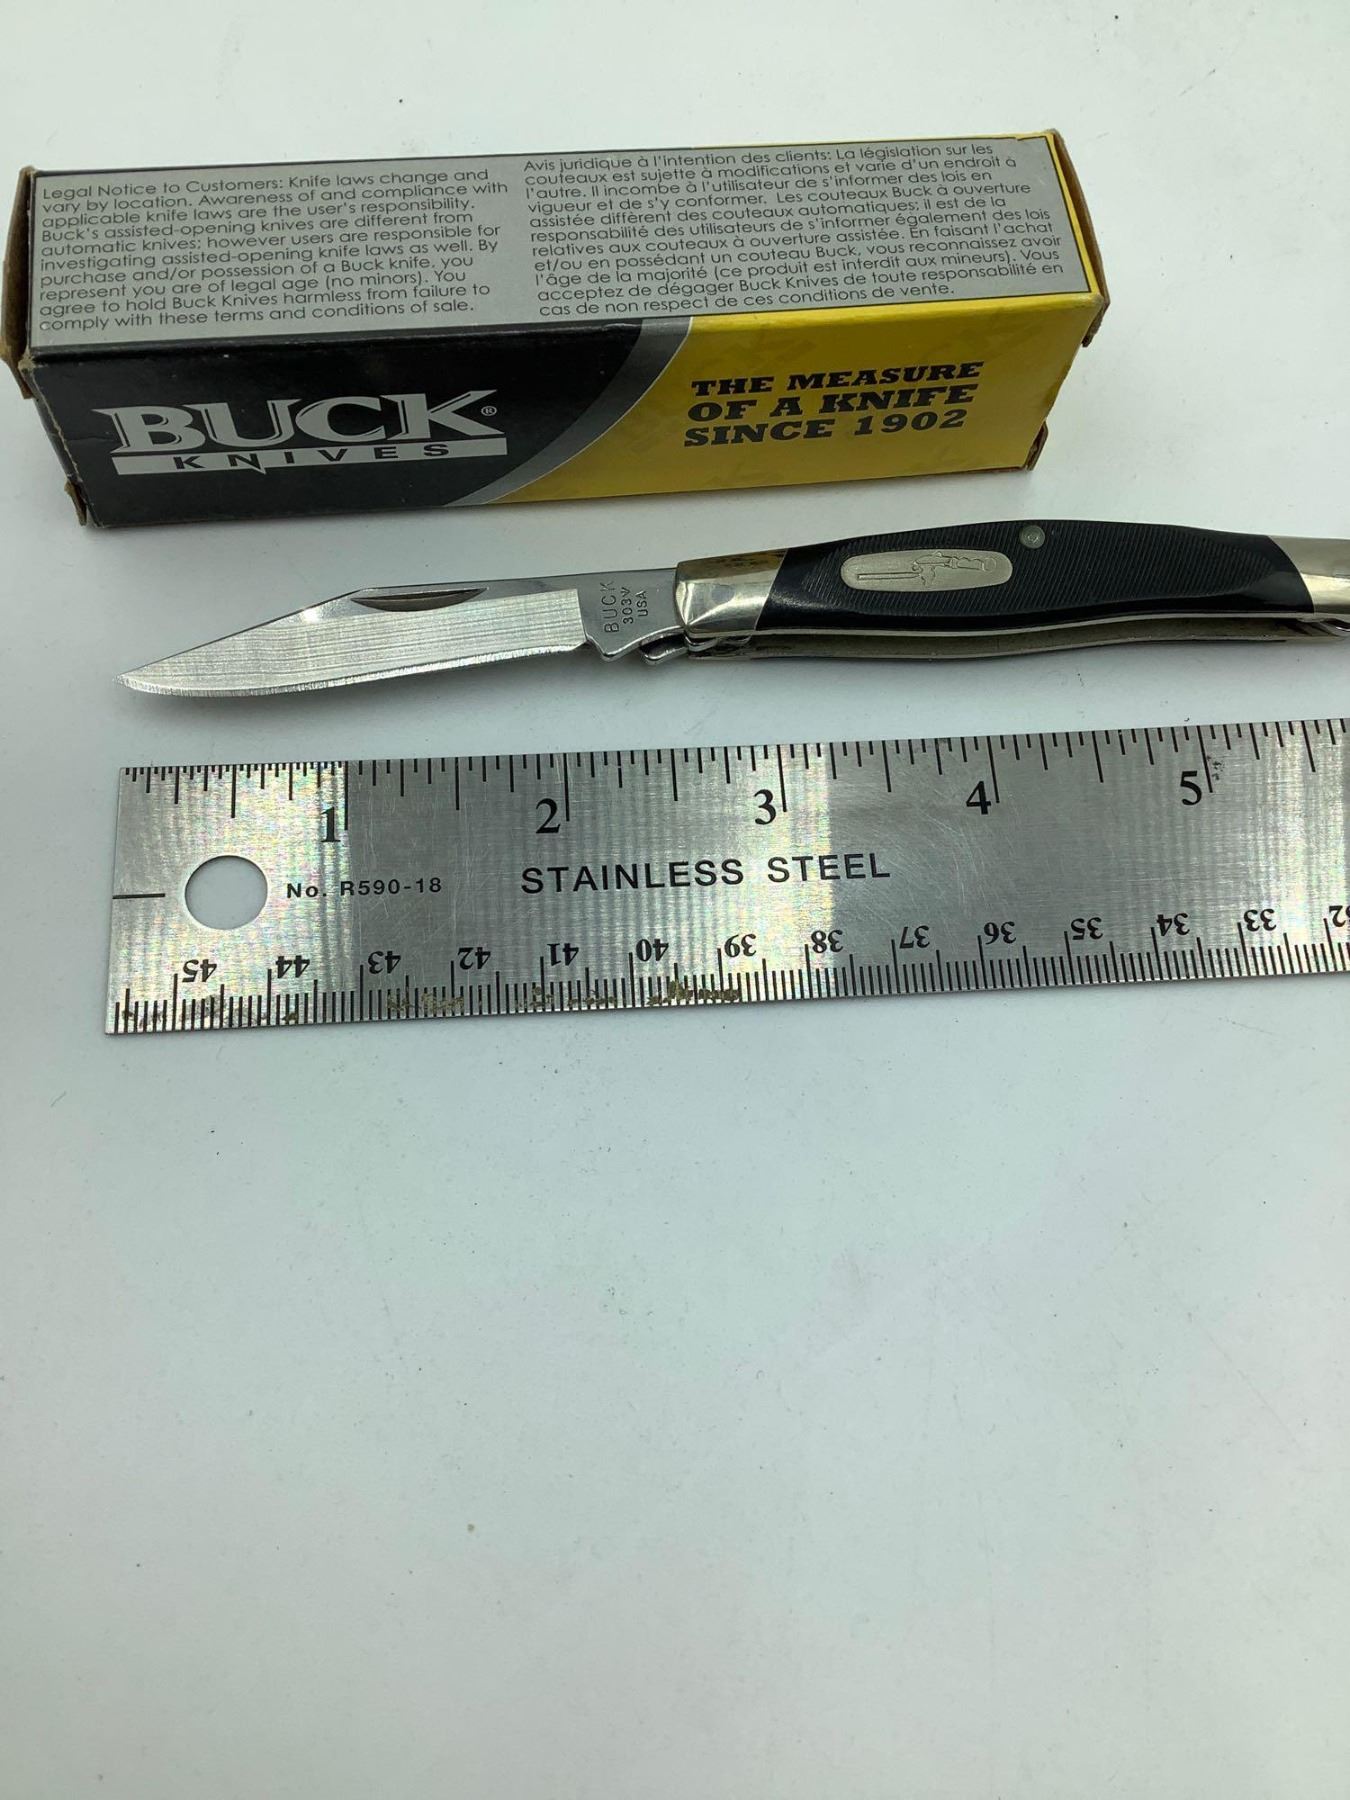 Legal Notice to Customers: Knife laws change and
vary by location. Awareness of and compliance with
applicable knife laws are the user's responsibility.
Buck's assisted-opening knives are different from
automatic knives; however users are responsible for
investigating assisted-opening knife laws as well. By
purchase and/or possession of a Buck knife, you
represent you are of legal age (no minors). You
agree to hold Buck Knives harmless from failure to
comply with these terms and conditions of sale.
Avis juridique à l'intention des clients: La législation sur les
couteaux est sujette à modifications et varie d'un endroit à
l'autre. Il incombe à l'utilisateur de s'informer des lois en
vigueur et de s'y conformer. Les couteaux Buck à ouverture
assistée diffèrent des couteaux automatiques; il est de la
responsabilité des utilisateurs de s'informer également des lois
relatives aux couteaux à ouverture assistée. En faisant l'achat
et/ou en possédant un couteau Buck, vous reconnaissez avoir
l'âge de la majorité (ce produit est interdit aux mineurs). Vous
acceptez de dégager Buck Knives de toute responsabilité en
cas de non respect de ces conditions de vente.
BUCK®
KNIVES
THE MEASURE
OF A KNIFE
SINCE 1902
BUCK
303V
USA
1 2 3 4 5
No. R590-18 STAINLESS STEEL
45 44 43 42 41 40 39 38 37 36 35 34 33 32